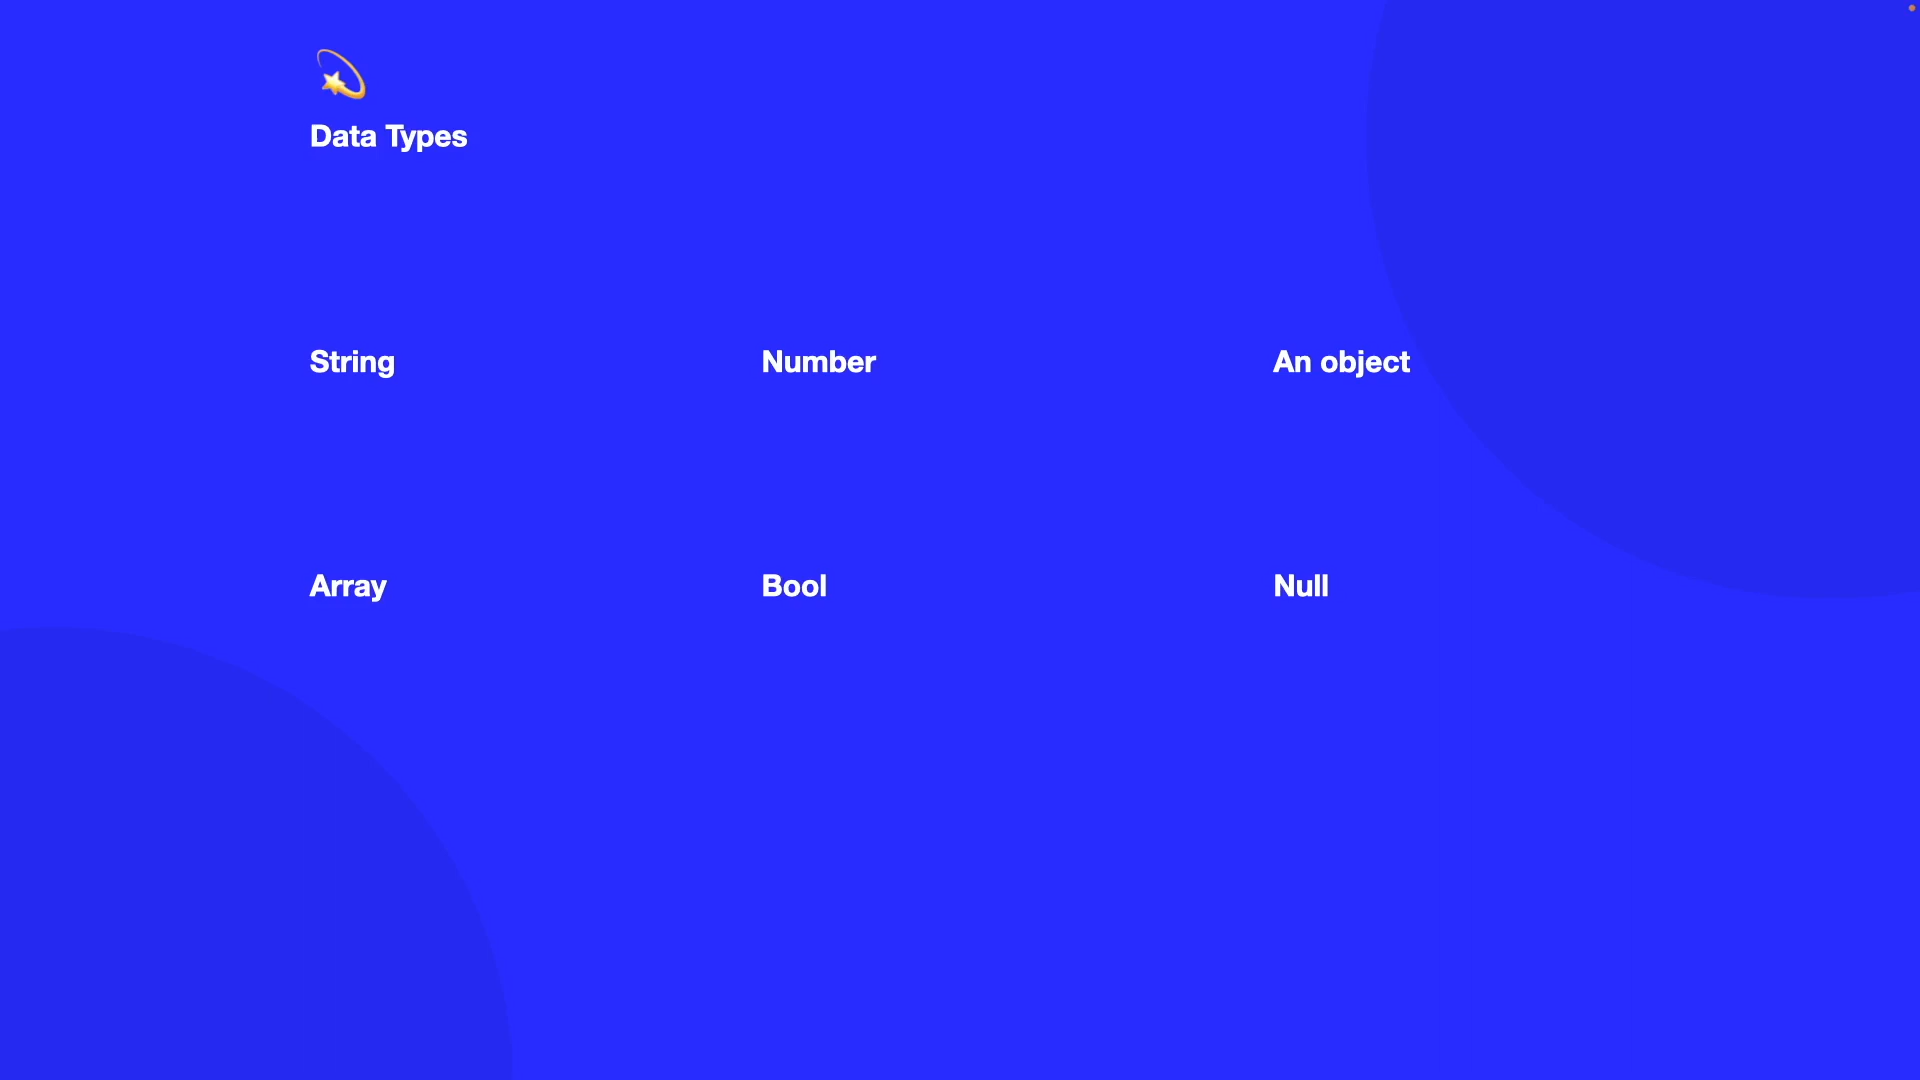 Data Types
String
Number
An object
Array
Bool
Null